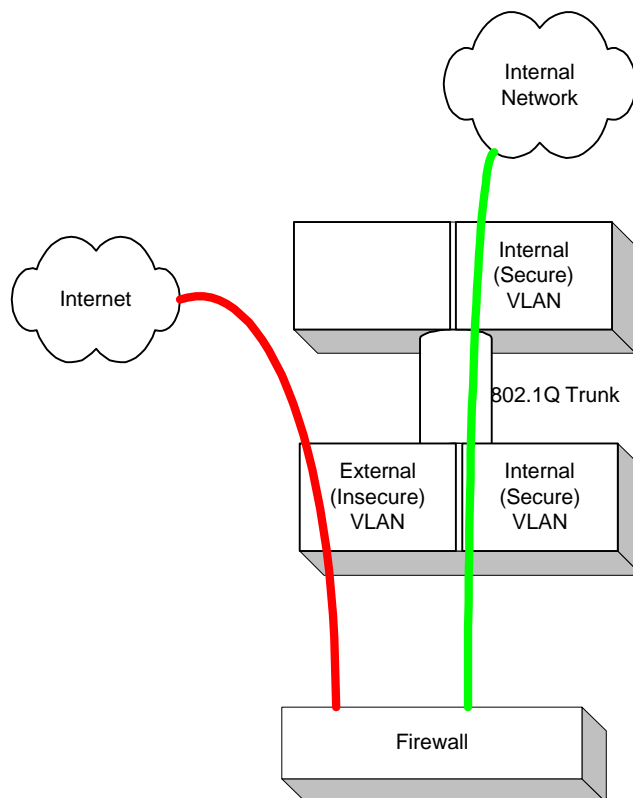 Internal
Network
Internal
(Secure)
VLAN
Internet
802.1Q Trunk
External
(Insecure)
VLAN
Internal
(Secure)
VLAN
Firewall